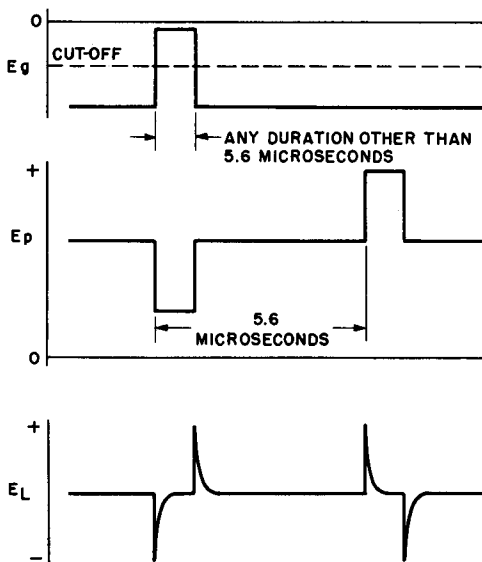 0
CUT-OFF
Eg
ANY DURATION OTHER THAN
5.6 MICROSECONDS
+
Ep
5.6
MICROSECONDS
0
+
EL
-